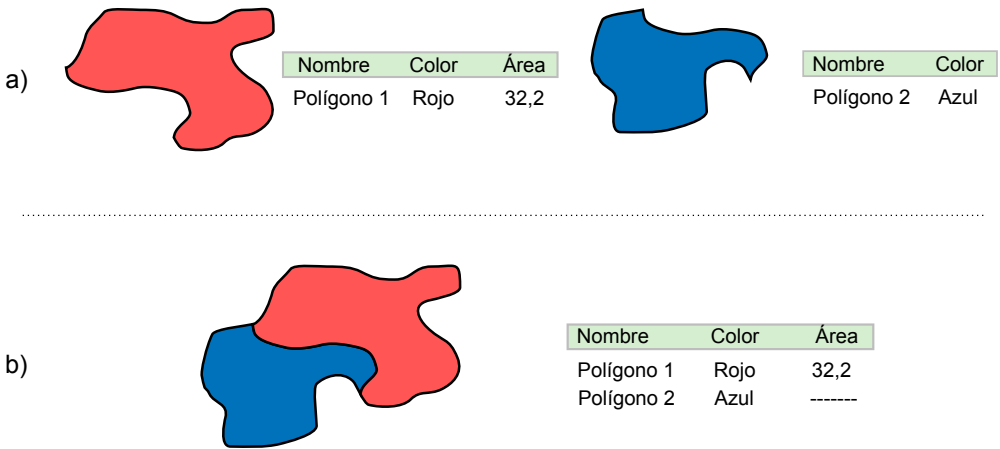 a)
Nombre Color Área
Polígono 1 Rojo 32,2
Nombre Color
Polígono 2 Azul
b)
Nombre Color Área
Polígono 1 Rojo 32,2
Polígono 2 Azul -------